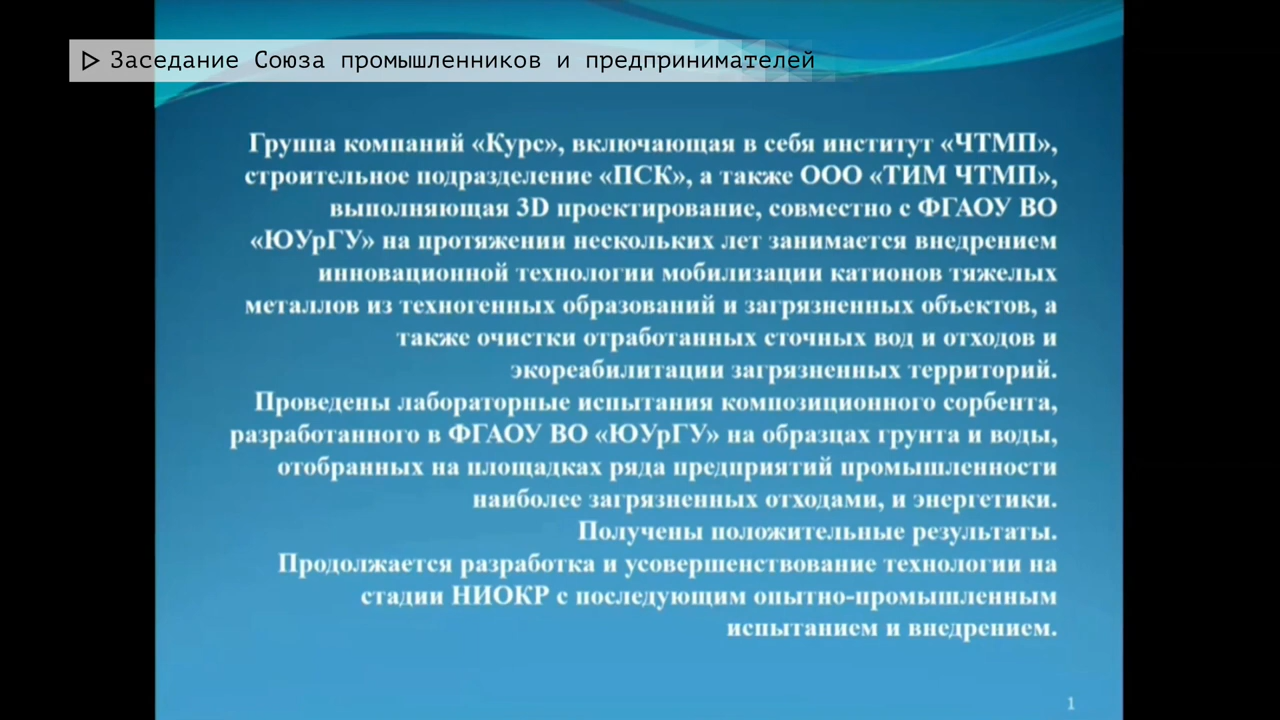 Заседание Союза промышленников и предпринимателей
Группа компаний «Курс», включающая в себя институт «ЧТМП»,
строительное подразделение «ПСК», а также ООО «ТИМ ЧТМП»,
выполняющая 3D проектирование, совместно с ФГАОУ ВО
«ЮУрГУ» на протяжении нескольких лет занимается внедрением
инновационной технологии мобилизации катионов тяжелых
металлов из техногенных образований и загрязненных объектов, а
также очистки отработанных сточных вод и отходов и
экореабилитации загрязненных территорий.
Проведены лабораторные испытания композиционного сорбента,
разработанного в ФГАОУ ВО «ЮУрГУ» на образцах грунта и воды,
отобранных на площадках ряда предприятий промышленности
наиболее загрязненных отходами, и энергетики.
Получены положительные результаты.
Продолжается разработка и усовершенствование технологии на
стадии НИОКР с последующим опытно-промышленным
испытанием и внедрением.
1